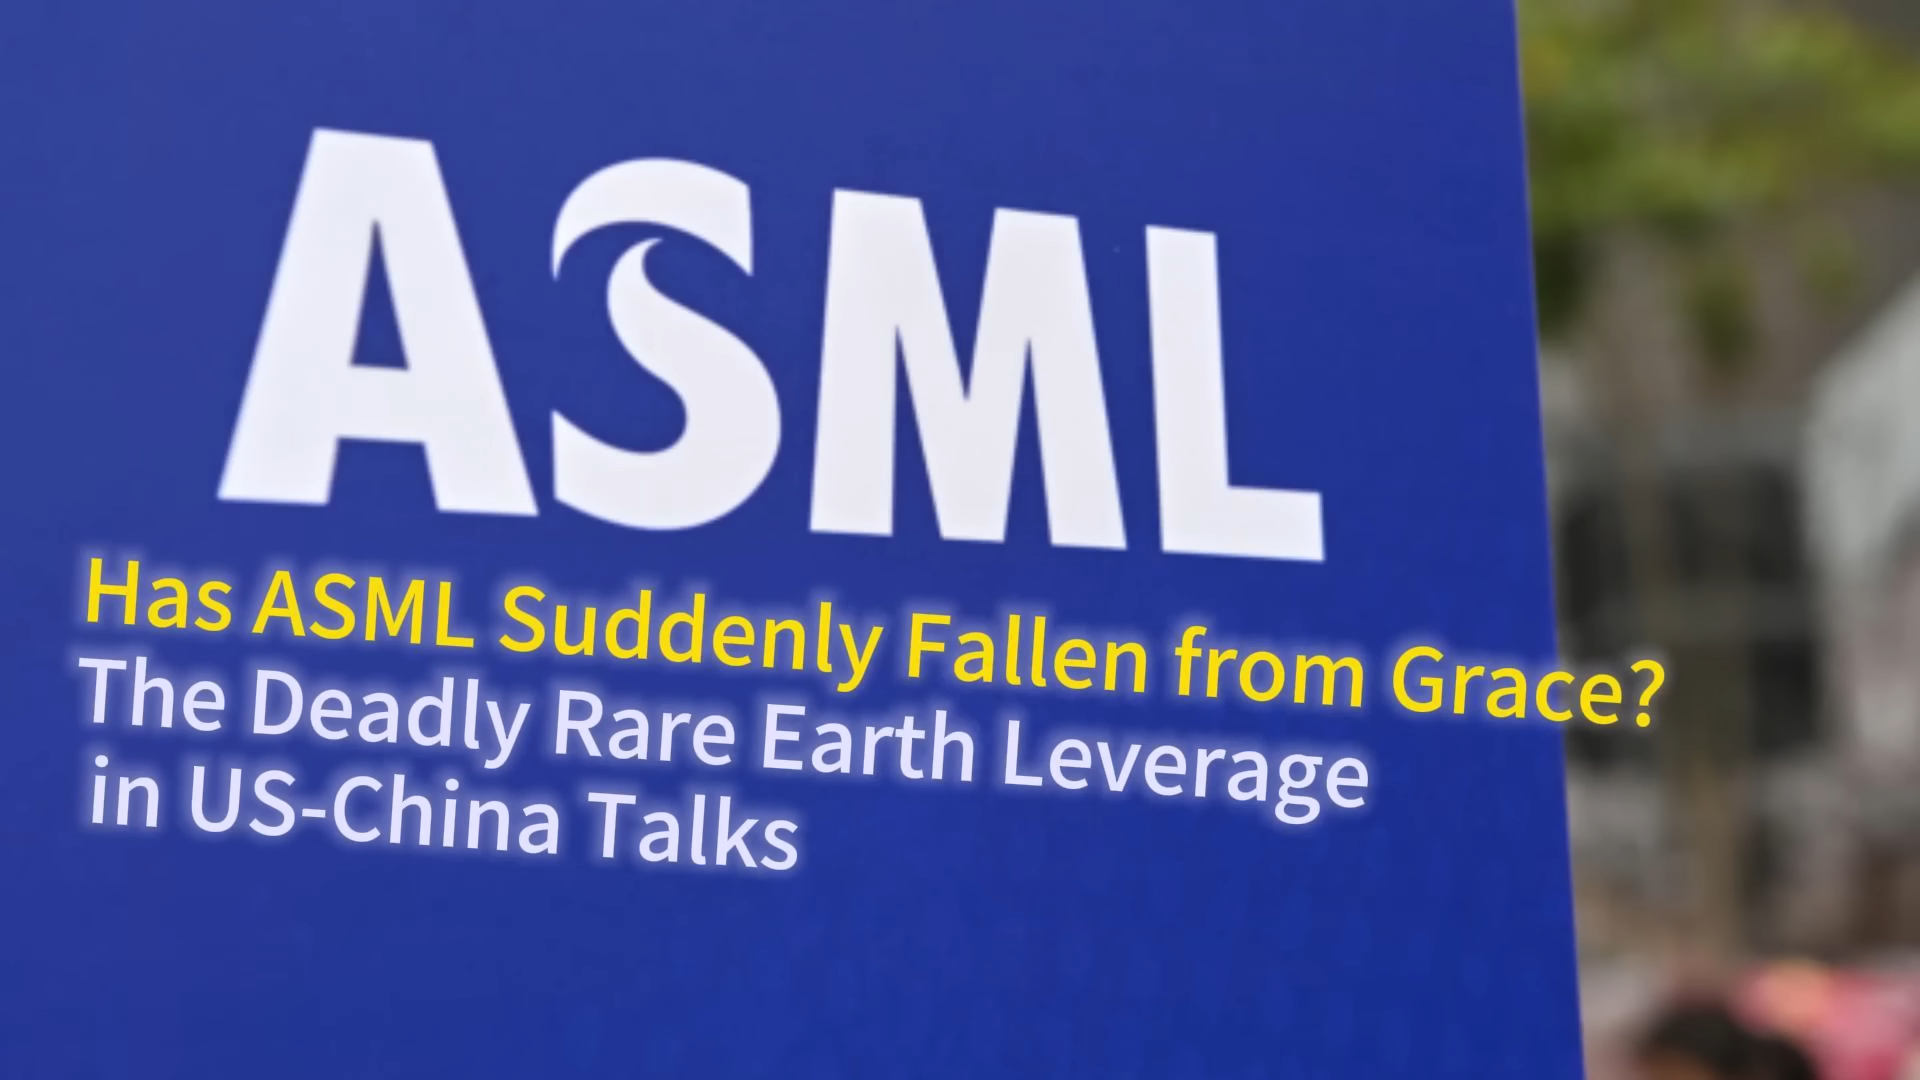 ASML
Has ASML Suddenly Fallen from Grace?
The Deadly Rare Earth Leverage
in US-China Talks